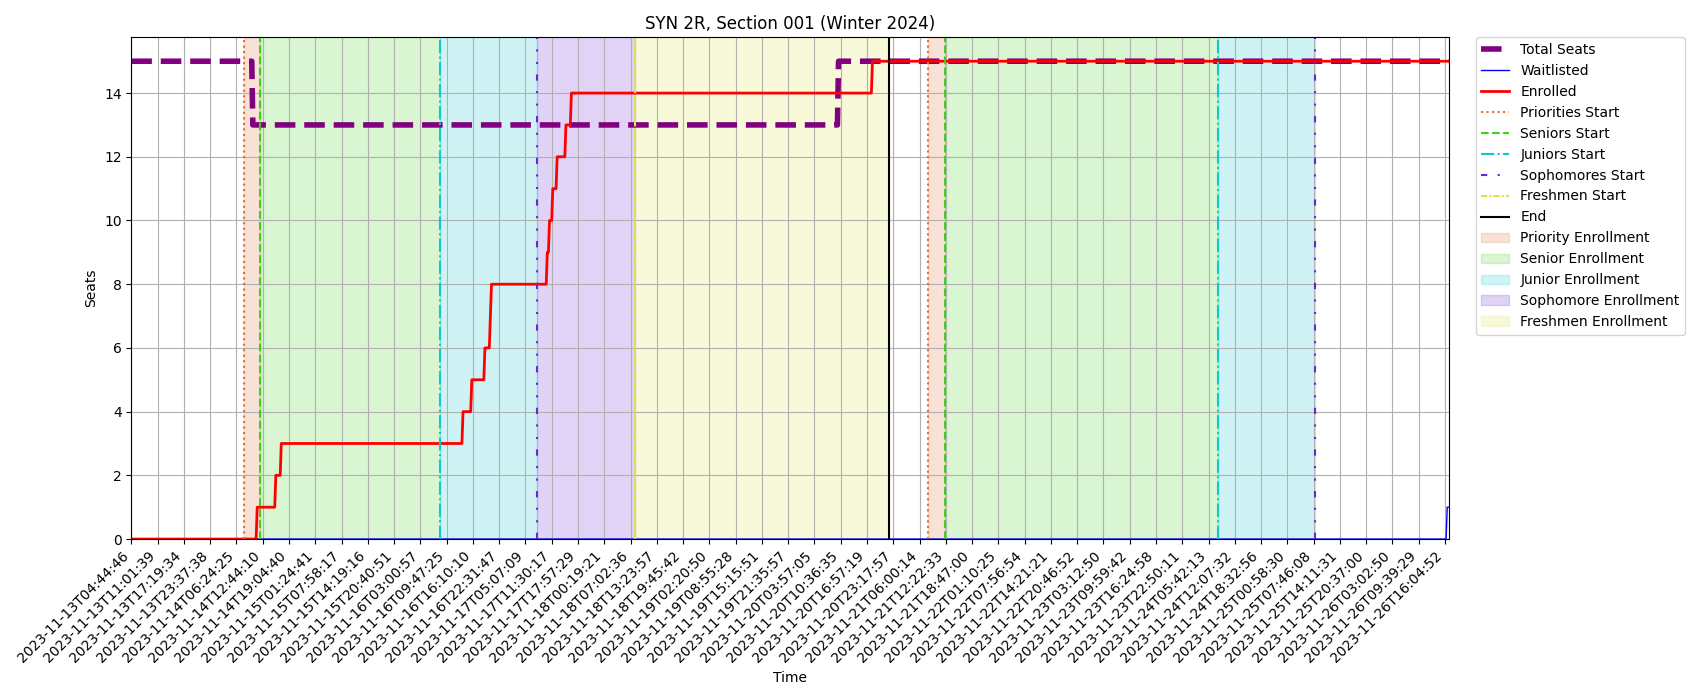 SYN 2R, Section 001 (Winter 2024)
Seats
14
12
10
8
6
4
2
0
2023-11-13T04:44:46
2023-11-13T11:01:39
2023-11-13T17:19:34
2023-11-13T23:37:38
2023-11-14T06:24:25
2023-11-14T12:44:10
2023-11-14T19:04:40
2023-11-15T01:24:41
2023-11-15T07:58:17
2023-11-15T14:19:16
2023-11-15T20:40:51
2023-11-16T03:00:57
2023-11-16T09:47:25
2023-11-16T16:10:10
2023-11-16T22:31:47
2023-11-17T05:07:09
2023-11-17T11:30:17
2023-11-17T17:57:29
2023-11-18T00:19:21
2023-11-18T07:02:36
2023-11-18T13:23:57
2023-11-18T19:45:42
2023-11-19T02:20:50
2023-11-19T08:55:28
2023-11-19T15:15:51
2023-11-19T21:35:57
2023-11-20T03:57:05
2023-11-20T10:36:35
2023-11-20T16:57:19
2023-11-20T23:17:57
2023-11-21T06:00:14
2023-11-21T12:22:33
2023-11-21T18:47:00
2023-11-22T01:10:25
2023-11-22T07:56:54
2023-11-22T14:21:21
2023-11-22T20:46:52
2023-11-23T03:12:50
2023-11-23T09:59:42
2023-11-23T16:24:58
2023-11-23T22:50:11
2023-11-24T05:42:13
2023-11-24T12:07:32
2023-11-24T18:32:56
2023-11-25T00:58:30
2023-11-25T07:46:08
2023-11-25T14:11:31
2023-11-25T20:37:00
2023-11-26T03:02:50
2023-11-26T09:39:29
2023-11-26T16:04:52
Time
Total Seats
Waitlisted
Enrolled
Priorities Start
Seniors Start
Juniors Start
Sophomores Start
Freshmen Start
End
Priority Enrollment
Senior Enrollment
Junior Enrollment
Sophomore Enrollment
Freshmen Enrollment